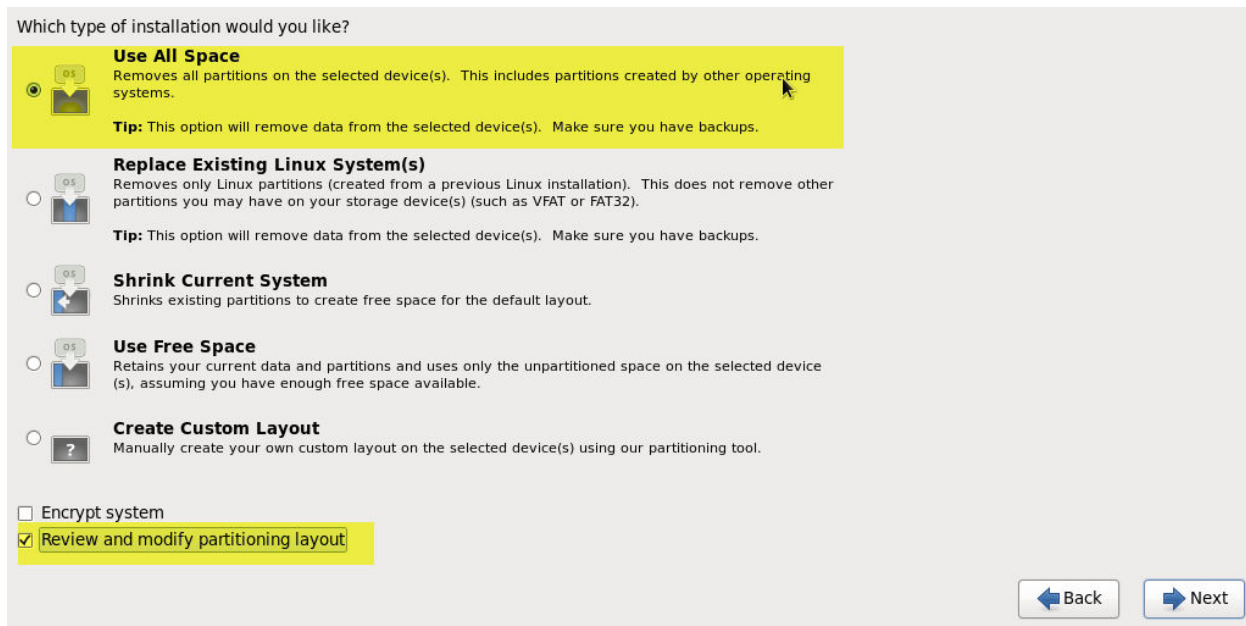 Which type of installation would you like?
Use All Space
Removes all partitions on the selected device(s).  This includes partitions created by other operating
systems.
Tip: This option will remove data from the selected device(s).  Make sure you have backups.
Replace Existing Linux System(s)
Removes only Linux partitions (created from a previous Linux installation).  This does not remove other
partitions you may have on your storage device(s) (such as VFAT or FAT32).
Tip: This option will remove data from the selected device(s).  Make sure you have backups.
Shrink Current System
Shrinks existing partitions to create free space for the default layout.
Use Free Space
Retains your current data and partitions and uses only the unpartitioned space on the selected device
(s), assuming you have enough free space available.
Create Custom Layout
Manually create your own custom layout on the selected device(s) using our partitioning tool.
Encrypt system
Review and modify partitioning layout
Back
Next
OS
OS
OS
OS
?